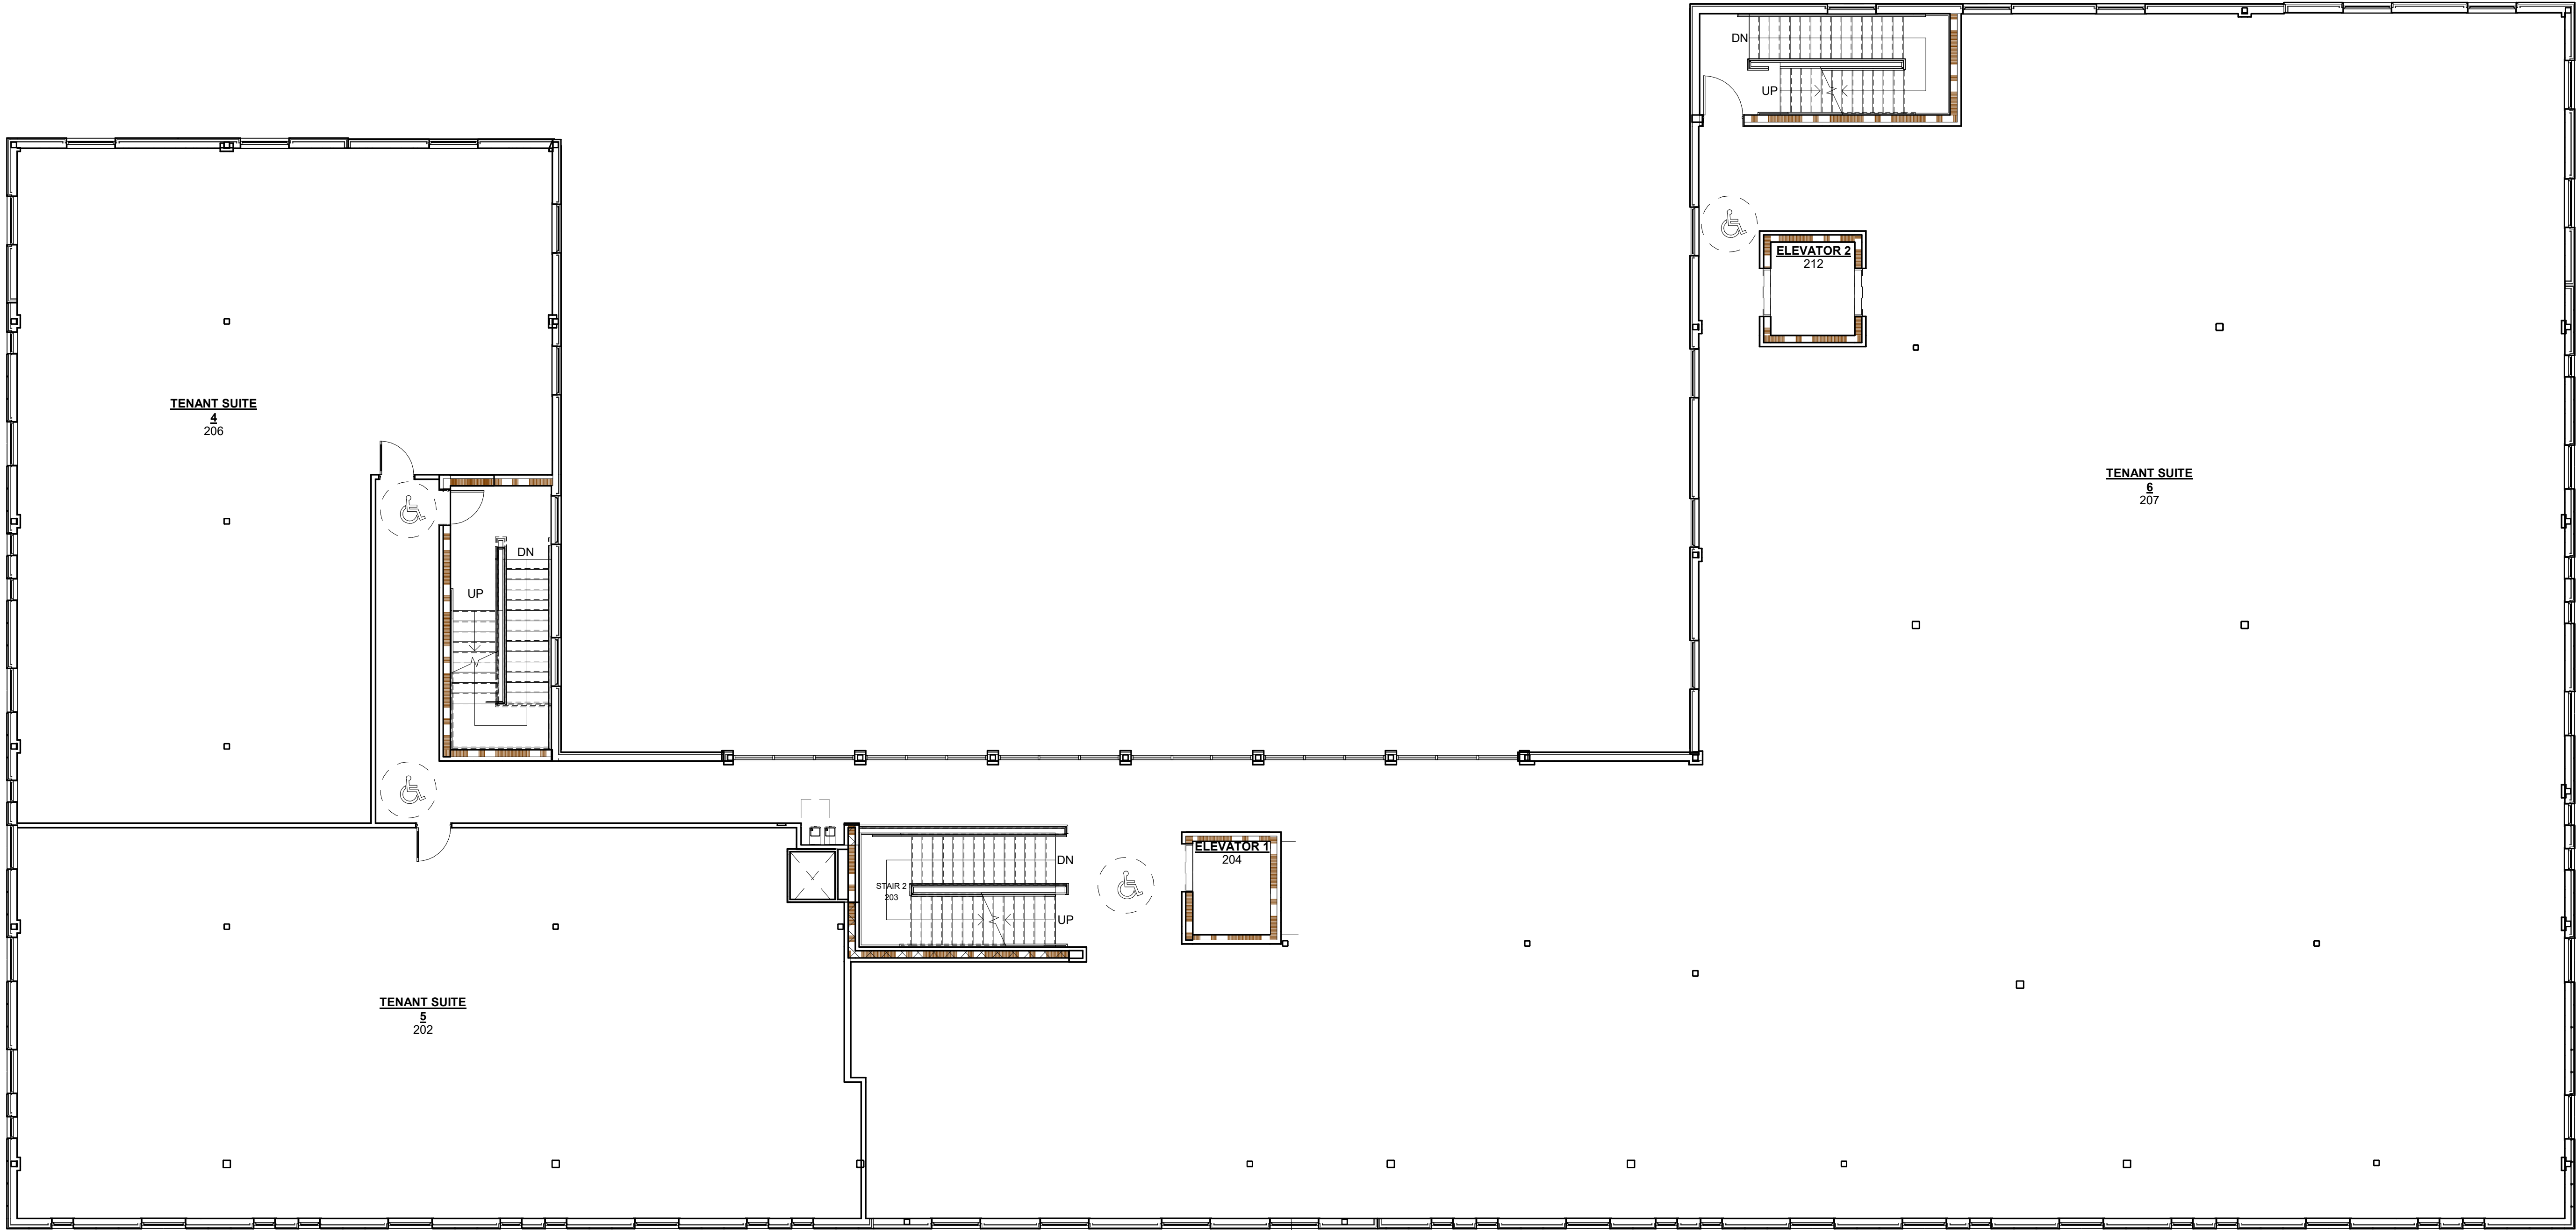 DN
UP
ELEVATOR 2
212
TENANT SUITE
4
206
TENANT SUITE
6
207
DN
UP
ELEVATOR 1
204
DN
STAIR 2
203
UP
TENANT SUITE
5
202